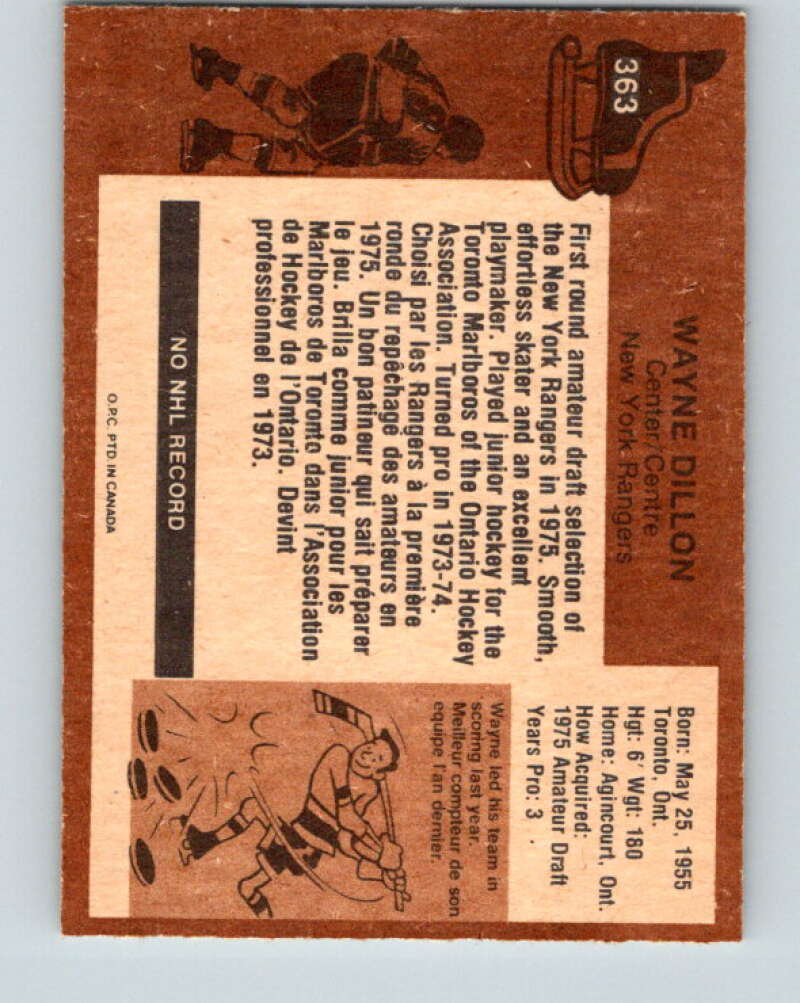 363
WAYNE DILLON
Center/Centre
New York Rangers
First round amateur draft selection of
the New York Rangers in 1975. Smooth,
effortless skater and an excellent
playmaker. Played junior hockey for the
Toronto Marlboros of the Ontario Hockey
Association. Turned pro in 1973-74.
Choisi par les Rangers à la première
ronde du repêchage des amateurs en
1975. Un bon patineur qui sait préparer
le jeu. Brilla comme junior pour les
Marlboros de Toronto dans l'Association
de Hockey de l'Ontario. Devint
professionnel en 1973.
NO NHL RECORD
O.P.C. PTD. IN CANADA
Born: May 25, 1955
Toronto, Ont.
Hgt: 6' Wgt: 180
Home: Agincourt, Ont.
How Acquired:
1975 Amateur Draft
Years Pro: 3
Wayne led his team in
scoring last year.
Meilleur compteur de son
equipe l'an dernier.